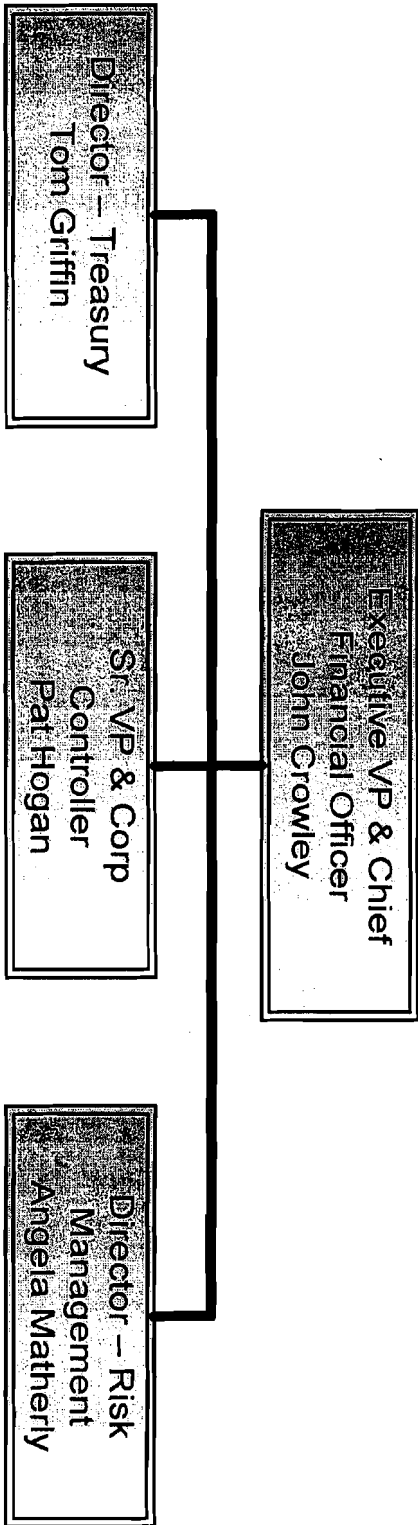 Executive VP & Chief
Financial Officer
John Crowley
Director – Treasury
Tom Griffin
Sr. VP & Corp
Controller
Pat Hogan
Director – Risk
Management
Angela Matherly